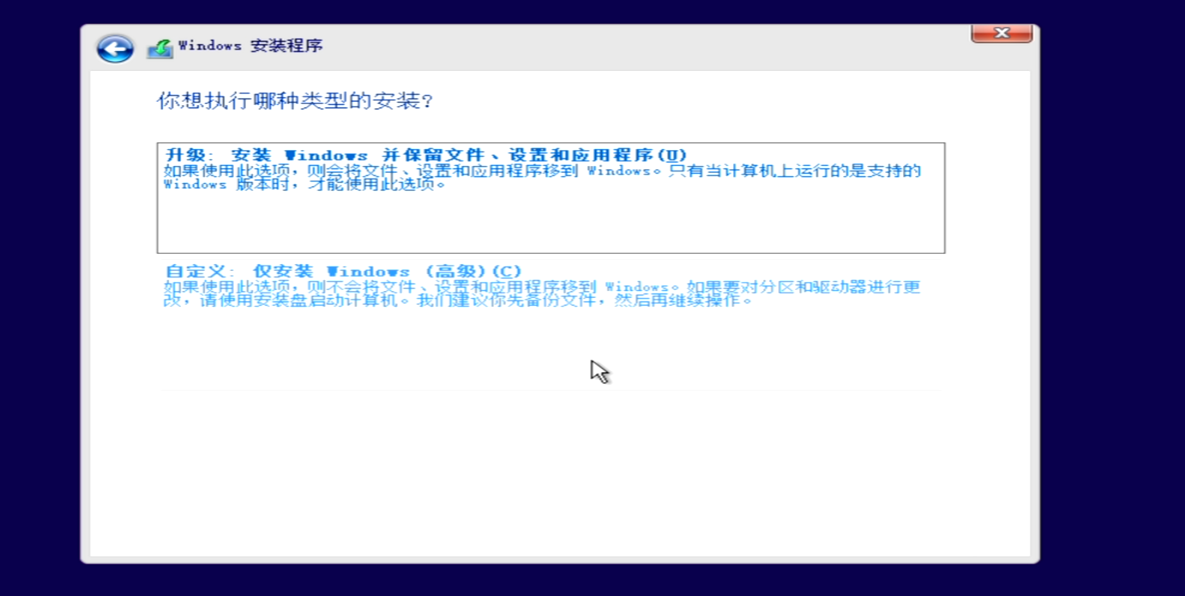 Windows 安装程序
你想执行哪种类型的安装?
升级: 安装 Windows 并保留文件、设置和应用程序(U)
如果使用此选项，则会将文件、设置和应用程序移到 Windows。只有当计算机上运行的是支持的
Windows 版本时，才能使用此选项。
自定义: 仅安装 Windows (高级)(C)
如果使用此选项，则不会将文件、设置和应用程序移到 Windows。如果要对分区和驱动器进行更
改，请使用安装盘启动计算机。我们建议你先备份文件，然后再继续操作。